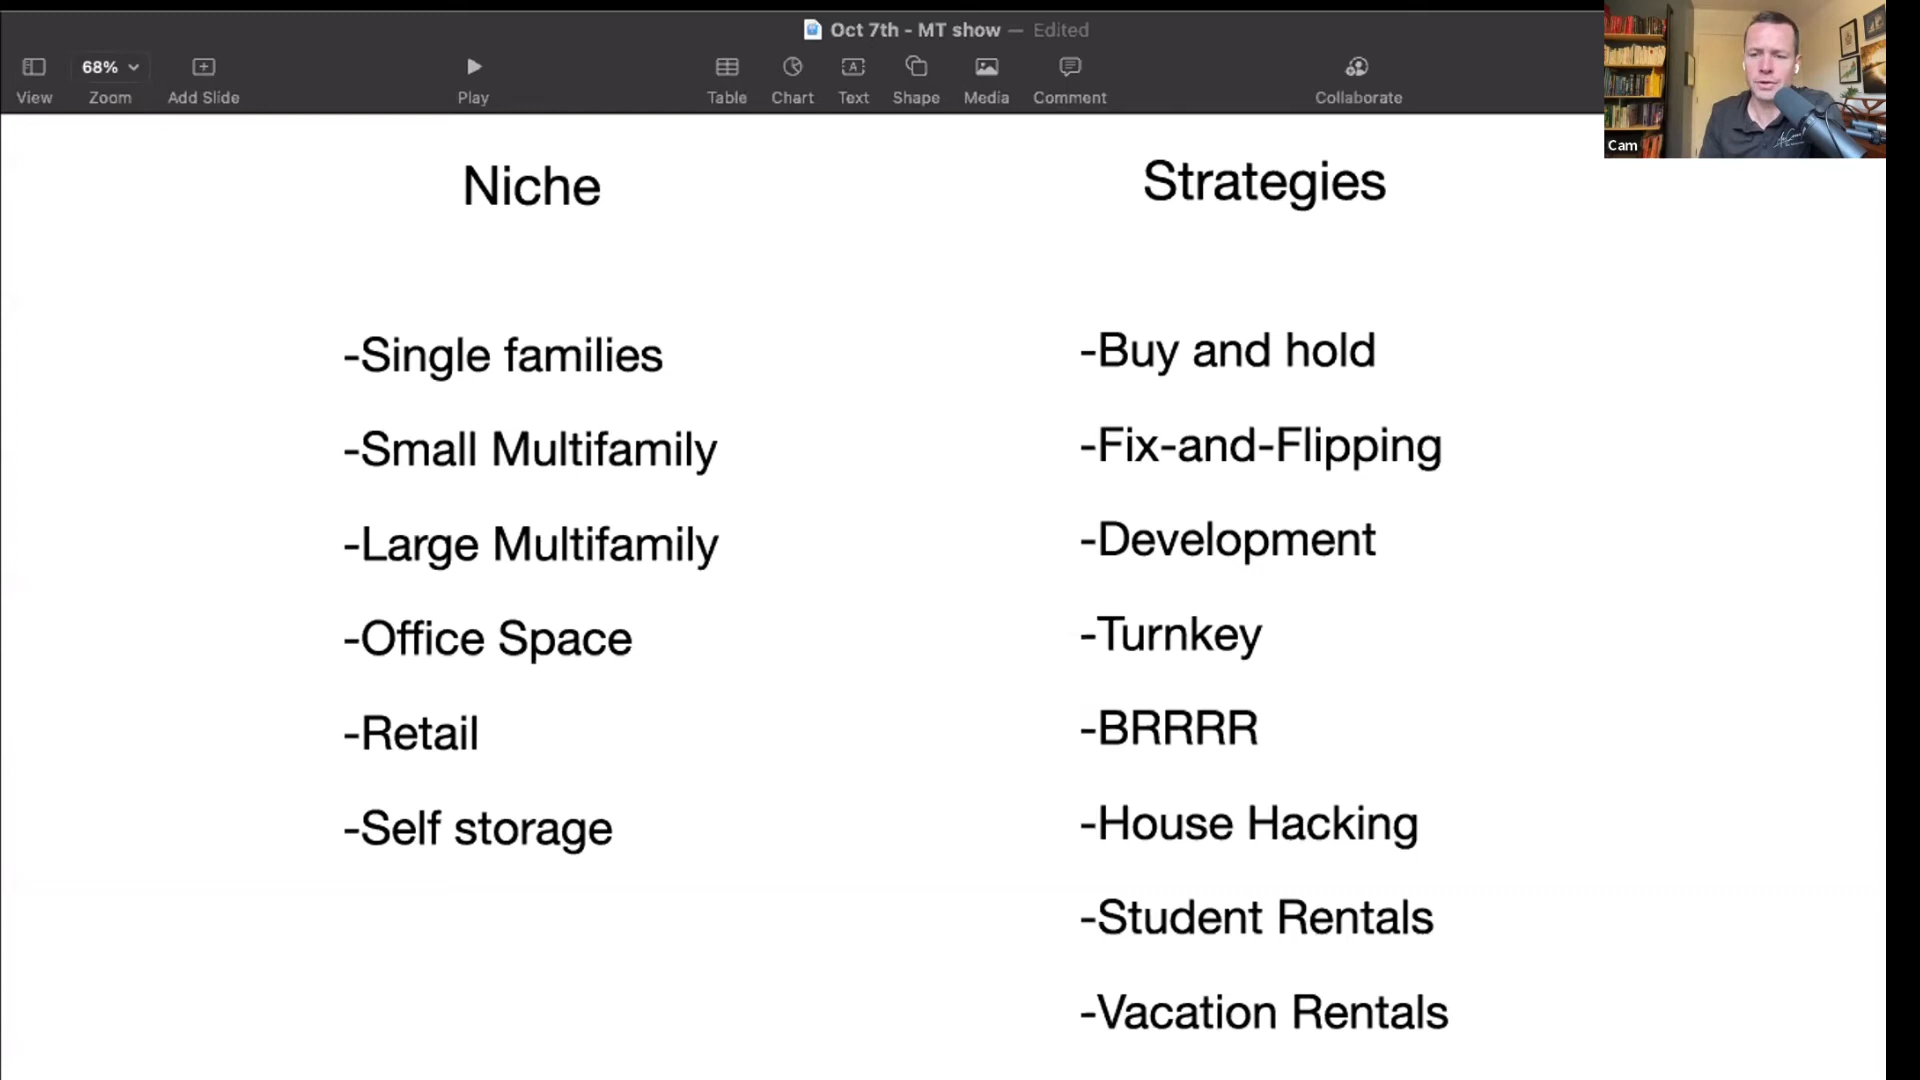 Oct 7th - MT show — Edited
68%
View
Zoom
Add Slide
Play
Table
Chart
Text
Shape
Media
Comment
Collaborate
Cam
Niche
-Single families
-Small Multifamily
-Large Multifamily
-Office Space
-Retail
-Self storage
Strategies
-Buy and hold
-Fix-and-Flipping
-Development
-Turnkey
-BRRRR
-House Hacking
-Student Rentals
-Vacation Rentals